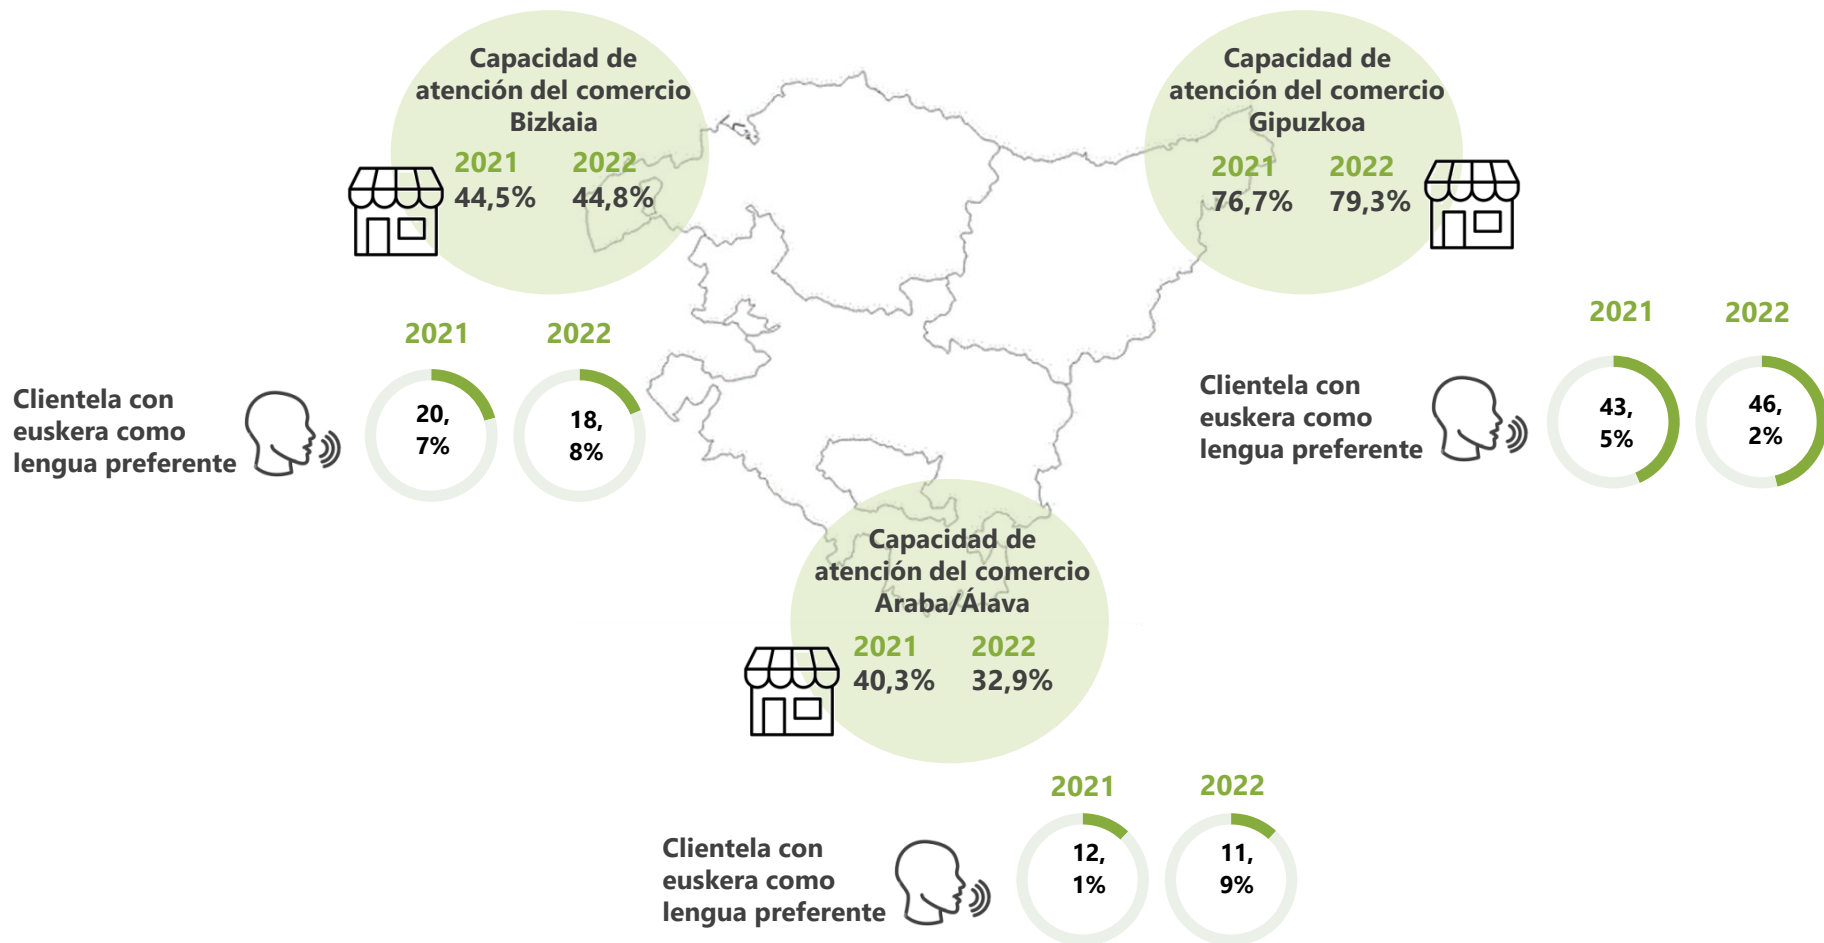 Capacidad de
atención del comercio
Bizkaia
2021 2022
44,5% 44,8%
Capacidad de
atención del comercio
Gipuzkoa
2021 2022
76,7% 79,3%
2021 2022
Clientela con
euskera como
lengua preferente
20,
7%
18,
8%
2021 2022
Clientela con
euskera como
lengua preferente
43,
5%
46,
2%
Capacidad de
atención del comercio
Araba/Álava
2021 2022
40,3% 32,9%
2021 2022
Clientela con
euskera como
lengua preferente
12,
1%
11,
9%